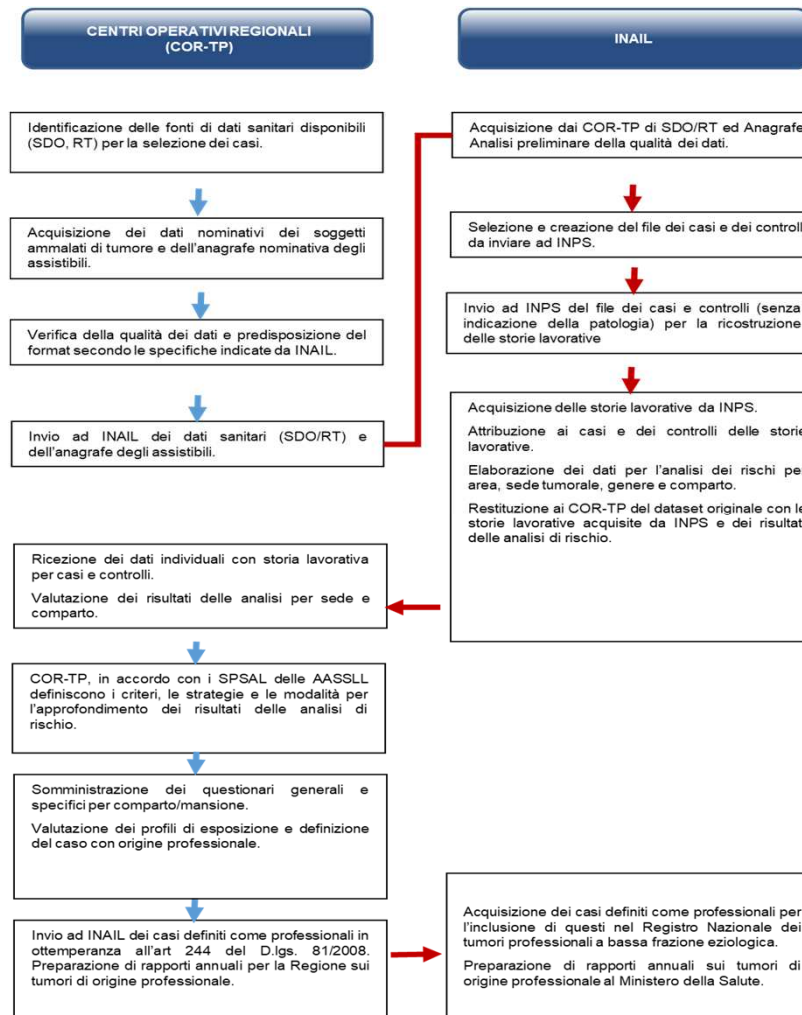 CENTRI OPERATIVI REGIONALI
(COR-TP)
Identificazione delle fonti di dati sanitari disponibili
(SDO, RT) per la selezione dei casi.
Acquisizione dei dati nominativi dei soggetti
ammalati di tumore e dell'anagrafe nominativa degli
assistibili.
Verifica della qualità dei dati e predisposizione del
format secondo le specifiche indicate da INAIL.
Invio ad INAIL dei dati sanitari (SDO/RT) e
dell'anagrafe degli assistibili.
INAIL
Acquisizione dai COR-TP di SDO/RT ed Anagrafe
Analisi preliminare della qualità dei dati.
Selezione e creazione del file dei casi e dei controlli
da inviare ad INPS.
Invio ad INPS del file dei casi e controlli (senza
indicazione della patologia) per la ricostruzione
delle storie lavorative
Acquisizione delle storie lavorative da INPS.
Attribuzione ai casi e dei controlli delle storie
lavorative.
Elaborazione dei dati per l'analisi dei rischi per
area, sede tumorale, genere e comparto.
Restituzione ai COR-TP del dataset originale con le
storie lavorative acquisite da INPS e dei risultati
delle analisi di rischio.
Ricezione dei dati individuali con storia lavorativa
per casi e controlli.
Valutazione dei risultati delle analisi per sede e
comparto.
COR-TP, in accordo con i SPSAL delle AASSLL
definiscono i criteri, le strategie e le modalità per
l'approfondimento dei risultati delle analisi di
rischio.
Somministrazione dei questionari generali e
specifici per comparto/mansione.
Valutazione dei profili di esposizione e definizione
del caso con origine professionale.
Invio ad INAIL dei casi definiti come professionali in
ottemperanza all'art 244 del D.lgs. 81/2008.
Preparazione di rapporti annuali per la Regione sui
tumori di origine professionale.
Acquisizione dei casi definiti come professionali per
l'inclusione di questi nel Registro Nazionale dei
tumori professionali a bassa frazione eziologica.
Preparazione di rapporti annuali sui tumori di
origine professionale al Ministero della Salute.